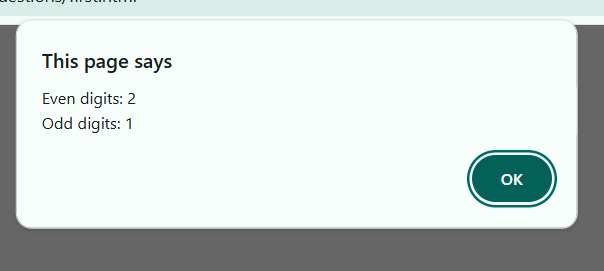 This page says
Even digits: 2
Odd digits: 1
OK